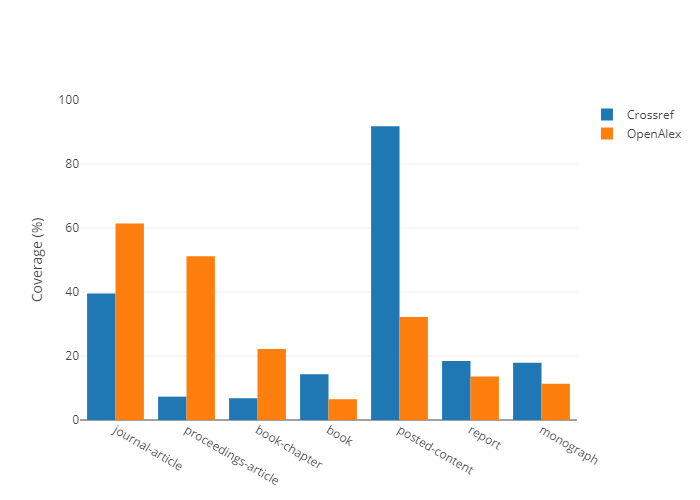 100
80
60
40
20
0
Coverage (%)
journal-article
proceedings-article
book-chapter
book
posted-content
report
monograph
Crossref
OpenAlex